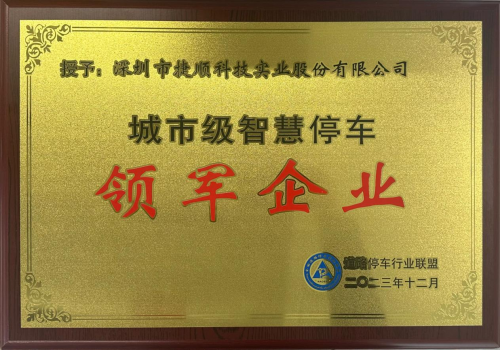 授予：深圳市捷顺科技实业股份有限公司
城市级智慧停车
领军企业
停车行业联盟
二〇二三年十二月